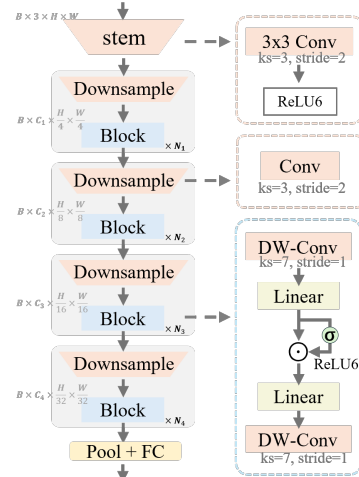 B × 3 × H × W
stem
Downsample
B × C₁ × H/4 × W/4
Block
× N₁
Downsample
B × C₂ × H/8 × W/8
Block
× N₂
Downsample
B × C₃ × H/16 × W/16
Block
× N₃
Downsample
B × C₄ × H/32 × W/32
Block
× N₄
Pool + FC
3x3 Conv
ks=3, stride=2
ReLU6
Conv
ks=3, stride=2
DW-Conv
ks=7, stride=1
Linear
σ
ReLU6
Linear
DW-Conv
ks=7, stride=1